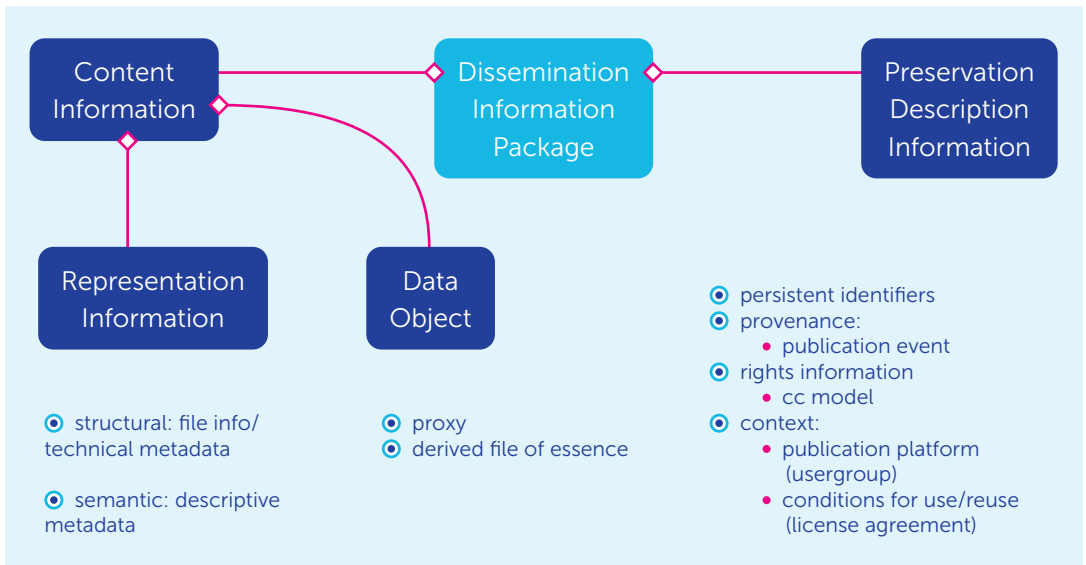 Content
Information
Dissemination
Information
Package
Preservation
Description
Information
Representation
Information
Data
Object
structural: file info/
technical metadata
semantic: descriptive
metadata
proxy
derived file of essence
persistent identifiers
provenance:
publication event
rights information
cc model
context:
publication platform
(usergroup)
conditions for use/reuse
(license agreement)